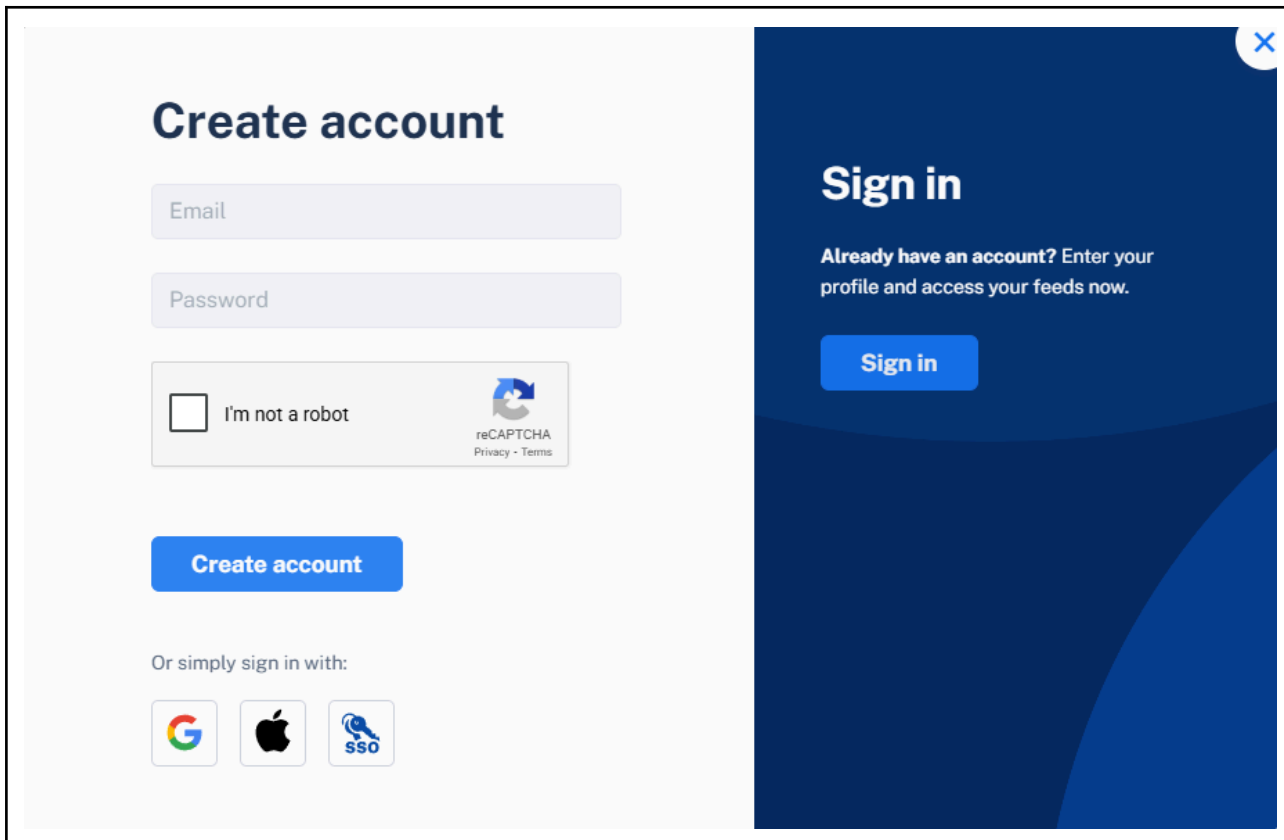 Create account
Email
Password
I'm not a robot
reCAPTCHA
Privacy - Terms
Create account
Or simply sign in with:
SSO
Sign in
Already have an account? Enter your
profile and access your feeds now.
Sign in